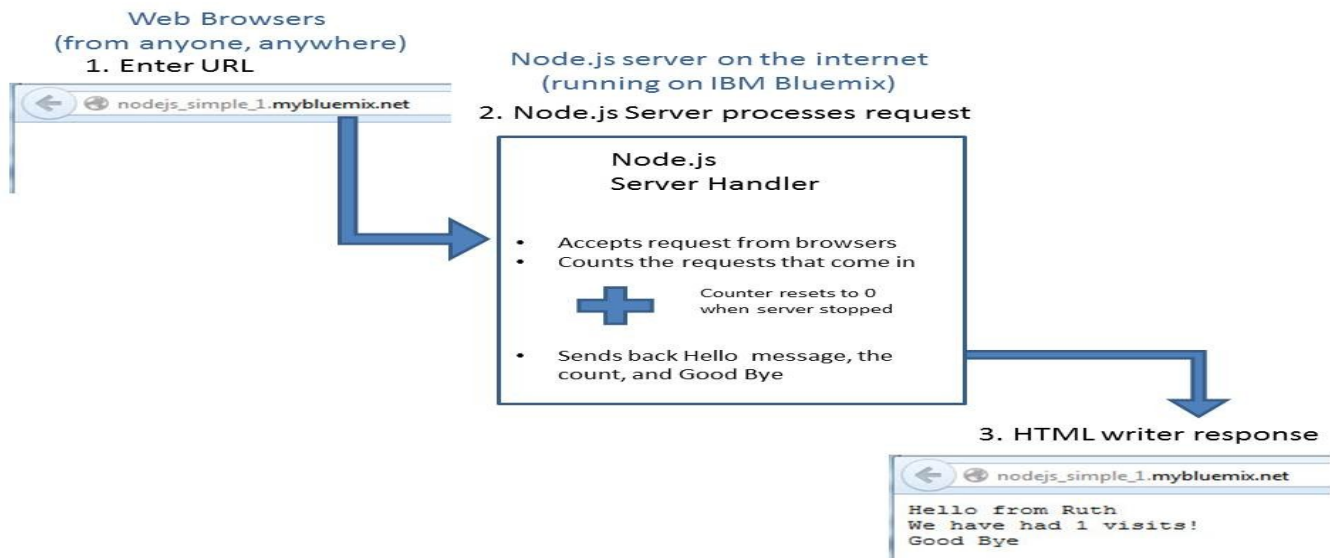 Web Browsers
(from anyone, anywhere)
1. Enter URL
nodejs_simple_1.mybluemix.net
Node.js server on the internet
(running on IBM Bluemix)
2. Node.js Server processes request
Node.js
Server Handler
• Accepts request from browsers
• Counts the requests that come in
Counter resets to 0
when server stopped
• Sends back Hello message, the
count, and Good Bye
3. HTML writer response
nodejs_simple_1.mybluemix.net
Hello from Ruth
We have had 1 visits!
Good Bye